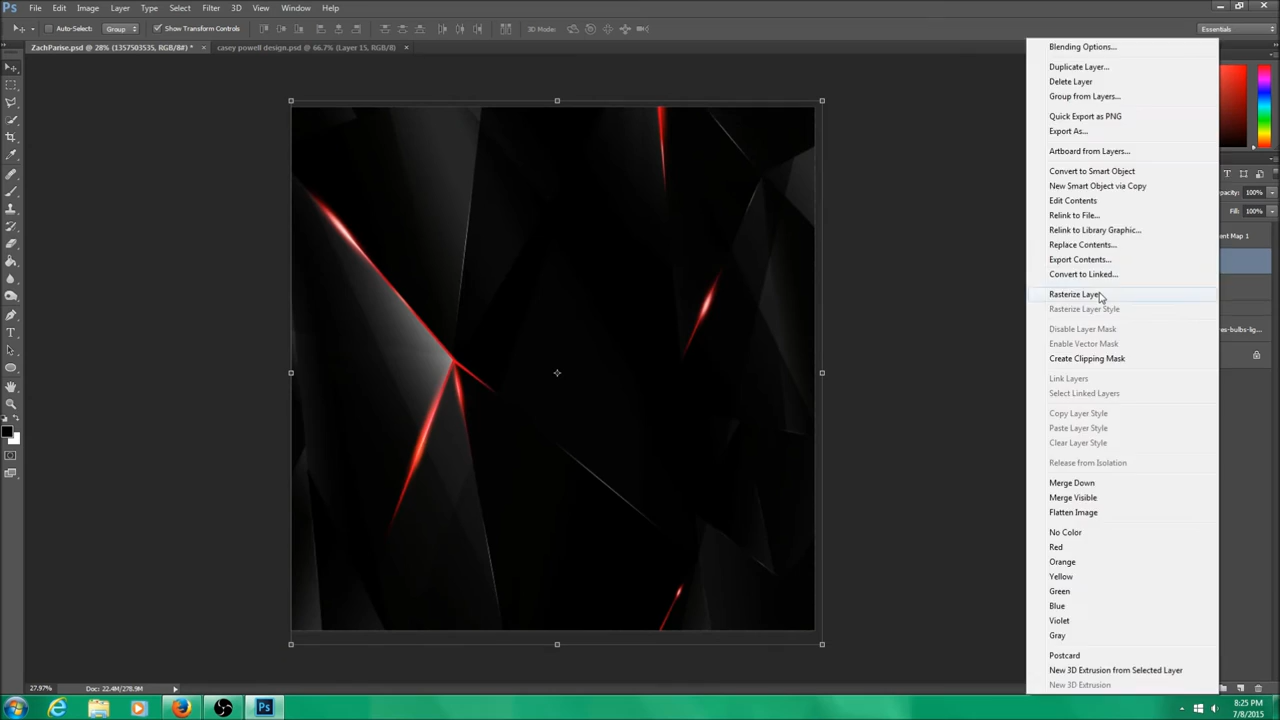 Ps File Edit Image Layer Type Select Filter 3D View Window Help
Auto-Select: Group Show Transform Controls 3D Mode: Essentials
ZachParise.psd @ 28% (1357503535, RGB/8#) * × casey powell design.psd @ 66.7% (Layer 15, RGB/8) ×
Blending Options...
Duplicate Layer...
Delete Layer
Group from Layers...
Quick Export as PNG
Export As...
Artboard from Layers...
Convert to Smart Object
New Smart Object via Copy
Edit Contents
Relink to File...
Relink to Library Graphic...
Replace Contents...
Export Contents...
Convert to Linked...
Rasterize Layer
Rasterize Layer Style
Disable Layer Mask
Enable Vector Mask
Create Clipping Mask
Link Layers
Select Linked Layers
Copy Layer Style
Paste Layer Style
Clear Layer Style
Release from Isolation
Merge Down
Merge Visible
Flatten Image
No Color
Red
Orange
Yellow
Green
Blue
Violet
Gray
Postcard
New 3D Extrusion from Selected Layer
New 3D Extrusion
opacity: 100%
Fill: 100%
ent Map 1
es-bulbs-lig...
27.97% Doc: 22.4M/278.9M
8:25 PM
7/8/2015